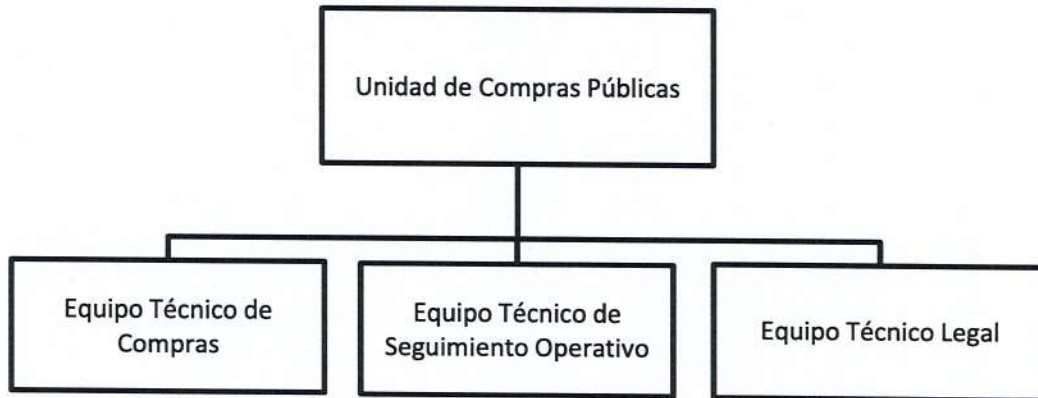 Unidad de Compras Públicas
Equipo Técnico de
Compras
Equipo Técnico de
Seguimiento Operativo
Equipo Técnico Legal